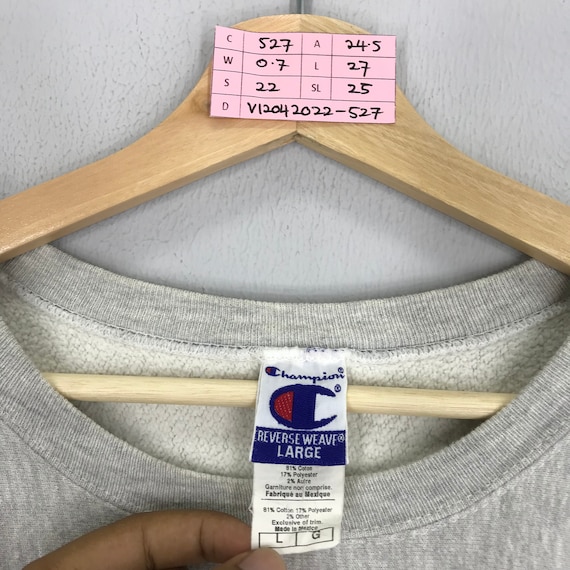 C 527 A 24.5
W 0.7 L 27
S 22 SL 25
D V12042022-527
Champion®
REVERSE WEAVE®
LARGE
81% Coton
17% Polyester
2% Autre
Garniture non comprise.
Fabriqué au Mexique
81% Cotton 17% Polyester
2% Other
Exclusive of trim.
Made in Mexico
L G